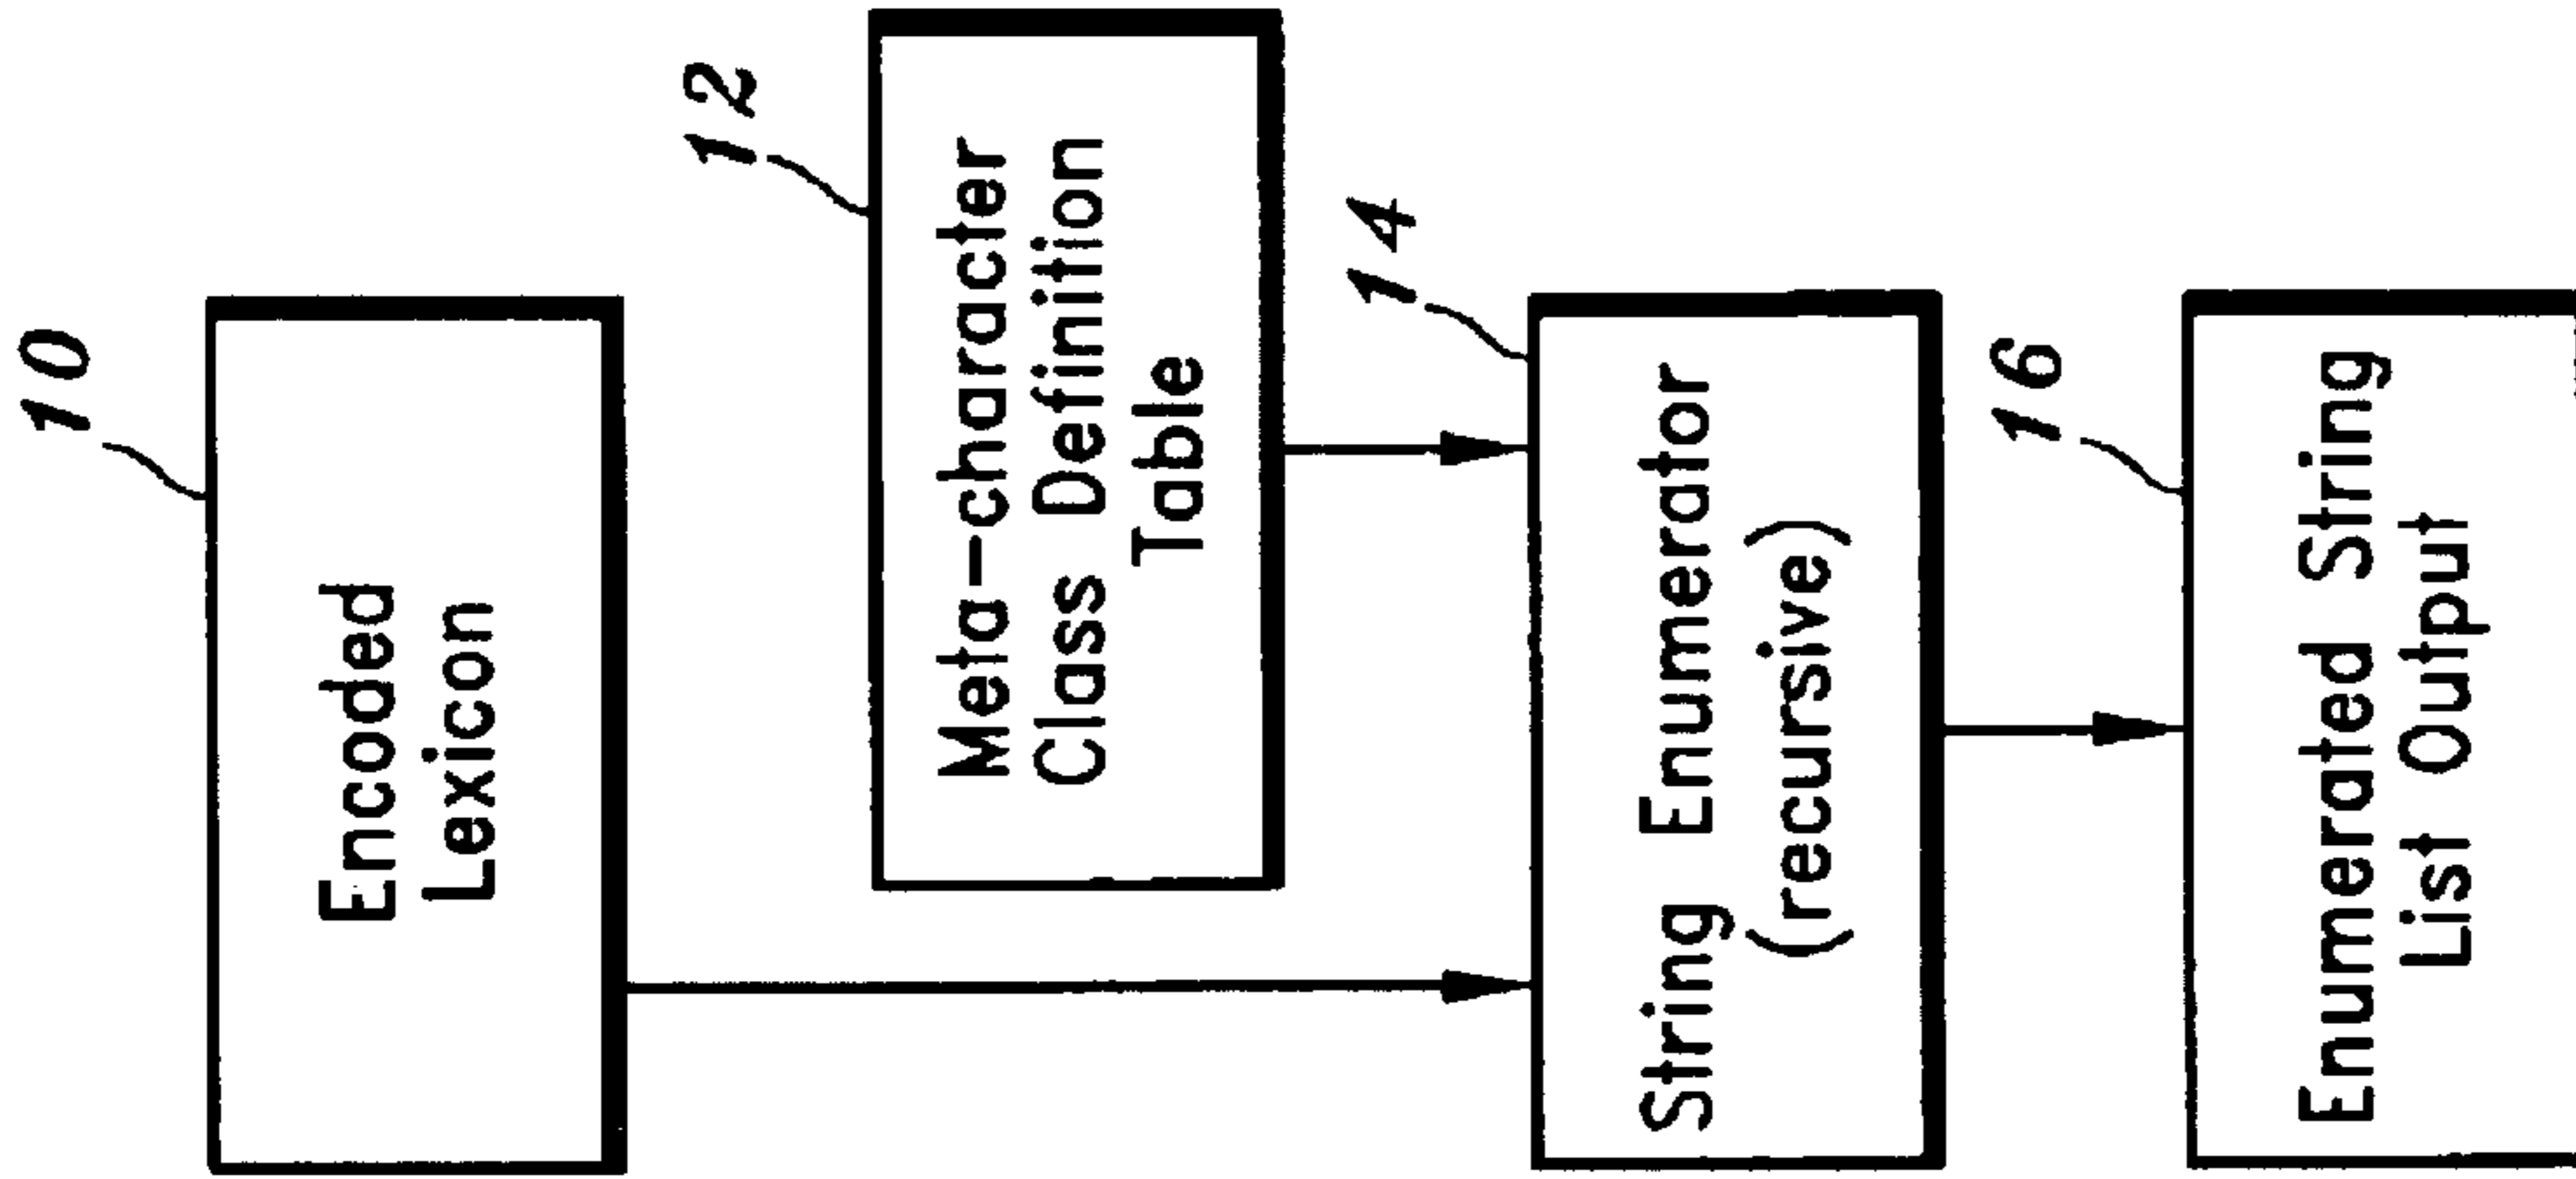 10
Encoded
Lexicon
12
Meta-character
Class Definition
Table
14
String Enumerator
(recursive)
16
Enumerated String
List Output